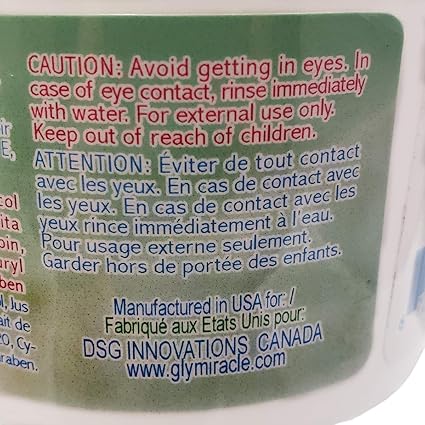 CAUTION: Avoid getting in eyes. In
case of eye contact, rinse immediately
with water. For external use only.
Keep out of reach of children.
ATTENTION: Éviter de tout contact
avec les yeux. En cas de contact avec
les yeux. En cas de contact avec les
yeux rince immédiatement à l'eau.
Pour usage externe seulement.
Garder hors de portée des enfants.
Manufactured in USA for: /
Fabriqué aux Etats Unis pour:
DSG INNOVATIONS CANADA
www.glymiracle.com